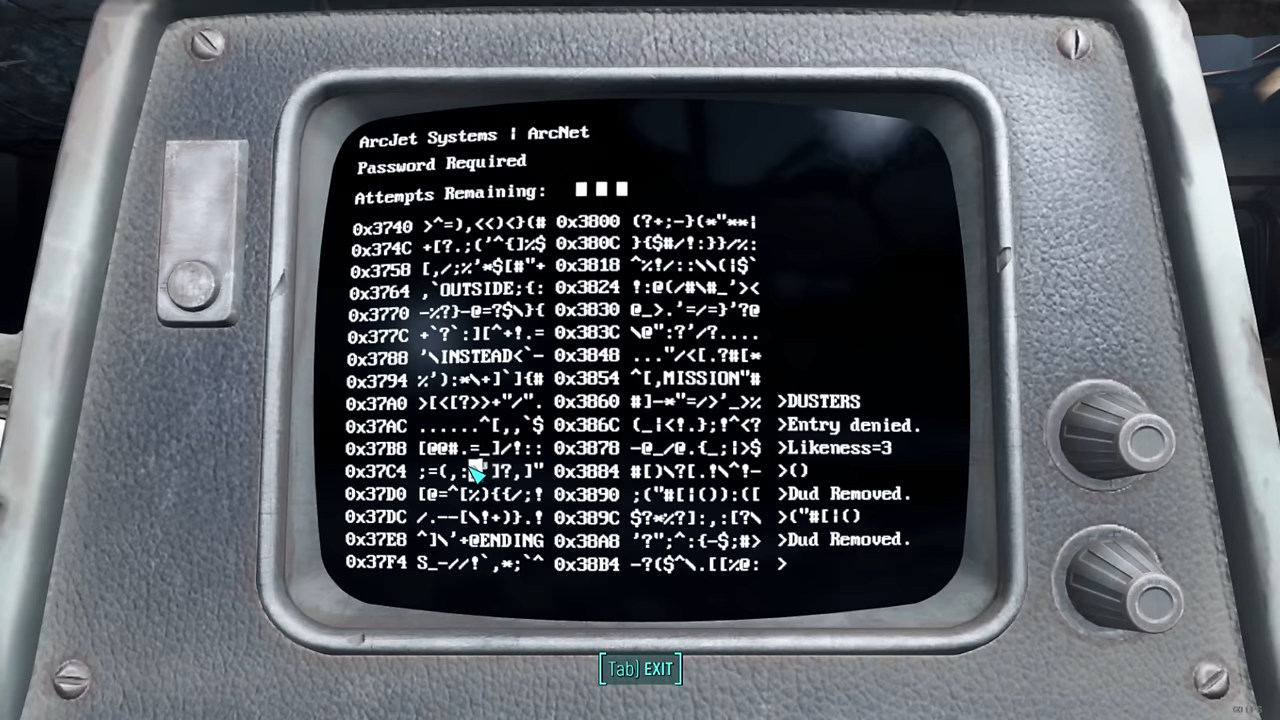 ArcJet Systems | ArcNet
Password Required
Attempts Remaining: ■ ■ ■
0x3740 >^=),<<)<}(# 0x3800 (?+;-}(*"**|
0x374C +[?.;('^{]%$ 0x380C }{$#/!:}}/%:
0x3758 [,/;%'*$[#"+ 0x3818 ^%!/::\\(|$`
0x3764 ,`OUTSIDE;{: 0x3824 !:@(/#\#_'><
0x3770 -%?}-@=?$\}{ 0x3830 @_>.'=/=}'?@
0x377C +`?`:][^+!.= 0x383C \@":?'/?....
0x3788 '\INSTEAD<`- 0x3848 ..."/<[.?#[*
0x3794 %'):*\+]`]{# 0x3854 ^[,MISSION"#
0x37A0 >[<[?>>+"/". 0x3860 #]-*"=/>'_>% >DUSTERS
0x37AC ......^[,,`$ 0x386C (_|<!.};!^<? >Entry denied.
0x37B8 [@@#.=_]/!:: 0x3878 -@_/@.{_;|>$ >Likeness=3
0x37C4 ;=(,: ]?,]" 0x3884 #[)\?[.!\^!- >()
0x37D0 [@=^[%){{/;! 0x3890 ;("#[|()):([ >Dud Removed.
0x37DC /.--[\!+)}.! 0x389C $?*%?]:,:[?\ >("#[|()
0x37E8 ^]\'+@ENDING 0x38A8 '?";^:{-$;#> >Dud Removed.
0x37F4 S_-//!`,*;`^ 0x38B4 -?($^\.[[%@: >
[Tab] EXIT